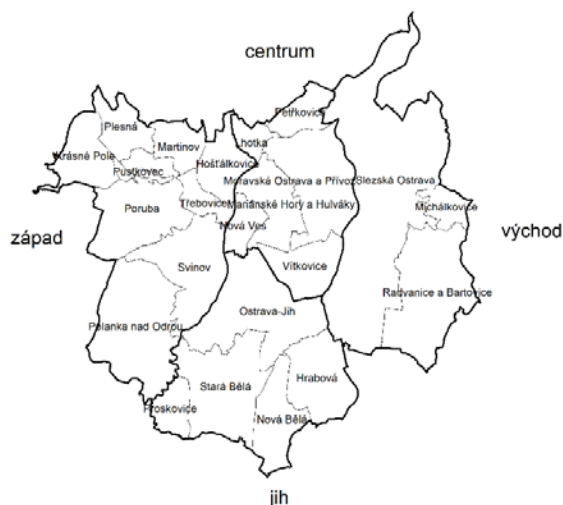 centrum
Petřkovice
Plesná
Lhotka
Martinov
Krásné Pole
Hošťálkovice
Pustkovec
Moravská Ostrava a Přívoz
Slezská Ostrava
Třebovice
Mariánské Hory a Hulváky
Michálkovice
Poruba
Nová Ves
západ
východ
Svinov
Vítkovice
Radvanice a Bartovice
Ostrava-Jih
Polanka nad Odrou
Hrabová
Stará Bělá
Proskovice
Nová Bělá
jih